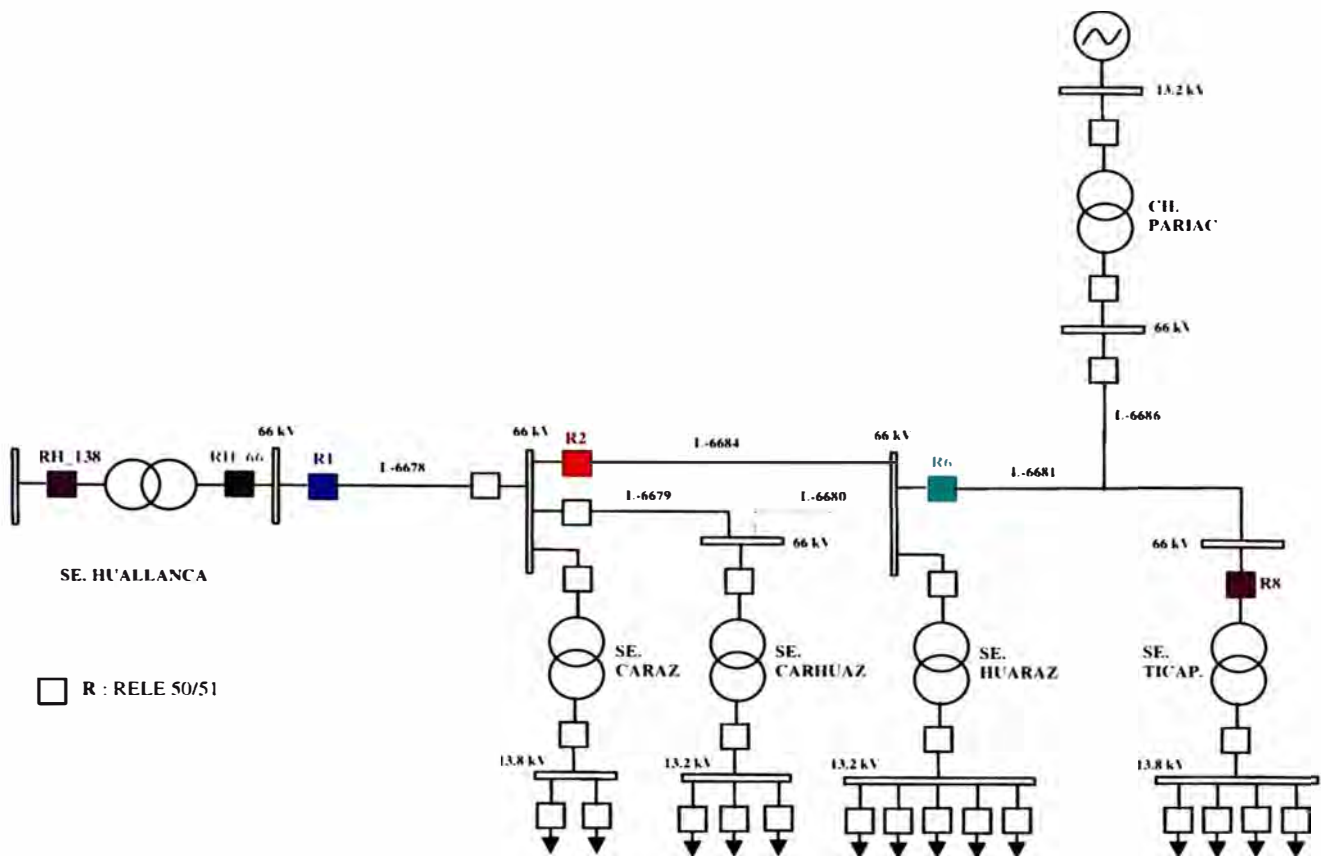 13.2 kV
CH.
PARIAC
66 kV
L-6686
RH_138
RH_66
66 kV
R1
L-6678
66 kV
R2
L-6684
L-6679
L-6680
66 kV
66 kV
R6
L-6681
66 kV
R8
SE. HUALLANCA
SE.
CARAZ
SE.
CARHUAZ
SE.
HUARAZ
SE.
TICAP.
R : RELE 50/51
13.8 kV
13.2 kV
13.2 kV
13.8 kV